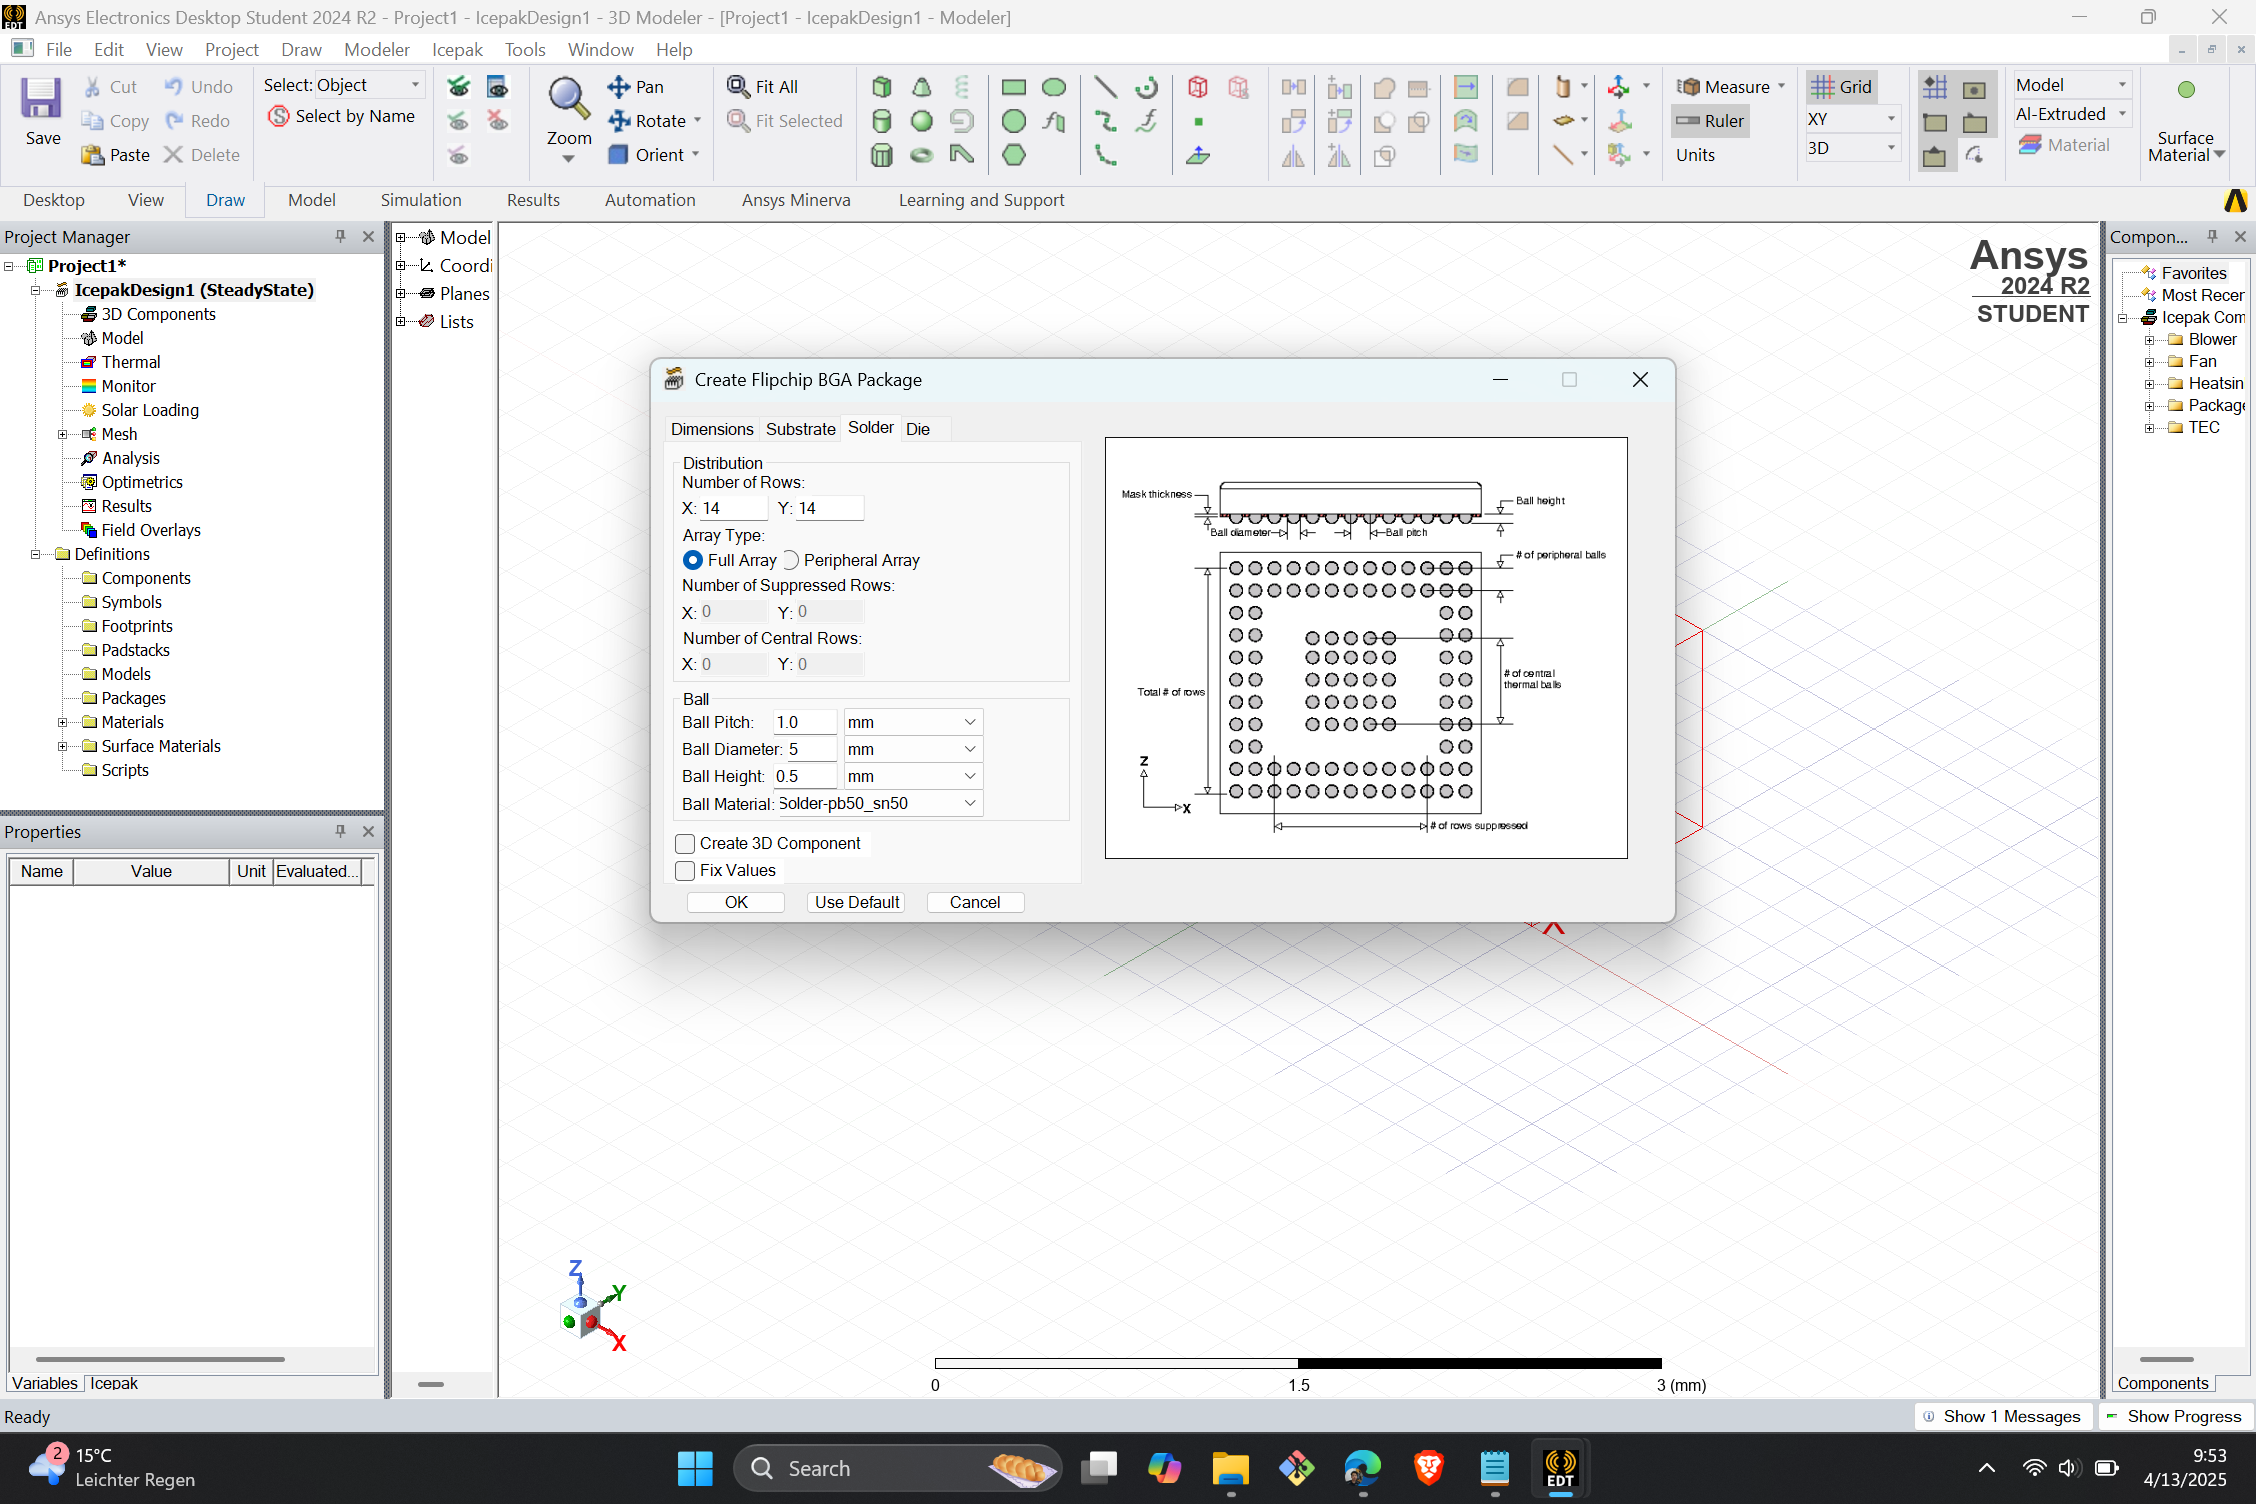 Ansys Electronics Desktop Student 2024 R2 - Project1 - IcepakDesign1 - 3D Modeler - [Project1 - IcepakDesign1 - Modeler]
File Edit View Project Draw Modeler Icepak Tools Window Help
Save
Cut
Copy
Paste
Undo
Redo
Delete
Select: Object
Select by Name
Zoom
Pan
Rotate
Orient
Fit All
Fit Selected
Measure
Ruler
Units
Grid
XY
3D
Model
Al-Extruded
Material
Surface
Material
Desktop View Draw Model Simulation Results Automation Ansys Minerva Learning and Support
Project Manager
Project1*
IcepakDesign1 (SteadyState)
3D Components
Model
Thermal
Monitor
Solar Loading
Mesh
Analysis
Optimetrics
Results
Field Overlays
Definitions
Components
Symbols
Footprints
Padstacks
Models
Packages
Materials
Surface Materials
Scripts
Model
Coordi
Planes
Lists
Ansys
2024 R2
STUDENT
Compon...
Favorites
Most Recer
Icepak Com
Blower
Fan
Heatsin
Package
TEC
Create Flipchip BGA Package
Dimensions Substrate Solder Die
Distribution
Number of Rows:
X: 14 Y: 14
Array Type:
Full Array Peripheral Array
Number of Suppressed Rows:
X: 0 Y: 0
Number of Central Rows:
X: 0 Y: 0
Ball
Ball Pitch: 1.0 mm
Ball Diameter: 5 mm
Ball Height: 0.5 mm
Ball Material: Solder-pb50_sn50
Create 3D Component
Fix Values
OK Use Default Cancel
Mask thickness
Ball height
Ball diameter
Ball pitch
# of peripheral balls
# of central
thermal balls
Total # of rows
Z
X
# of rows suppressed
X
Properties
Name Value Unit Evaluated...
Variables Icepak
Z
Y
X
0 1.5 3 (mm)
Components
Ready
Show 1 Messages
Show Progress
2
15°C
Leichter Regen
Search
EDT
9:53
4/13/2025